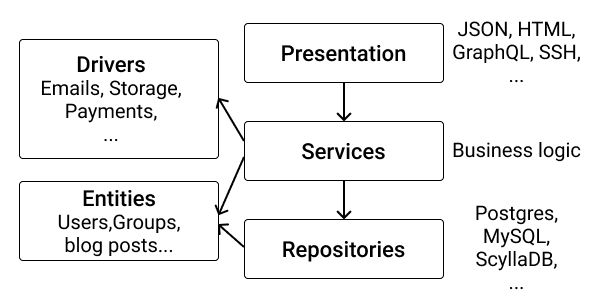 Drivers
Emails, Storage,
Payments,
...
Entities
Users,Groups,
blog posts...
Presentation
Services
Repositories
JSON, HTML,
GraphQL, SSH,
...
Business logic
Postgres,
MySQL,
ScyllaDB,
...